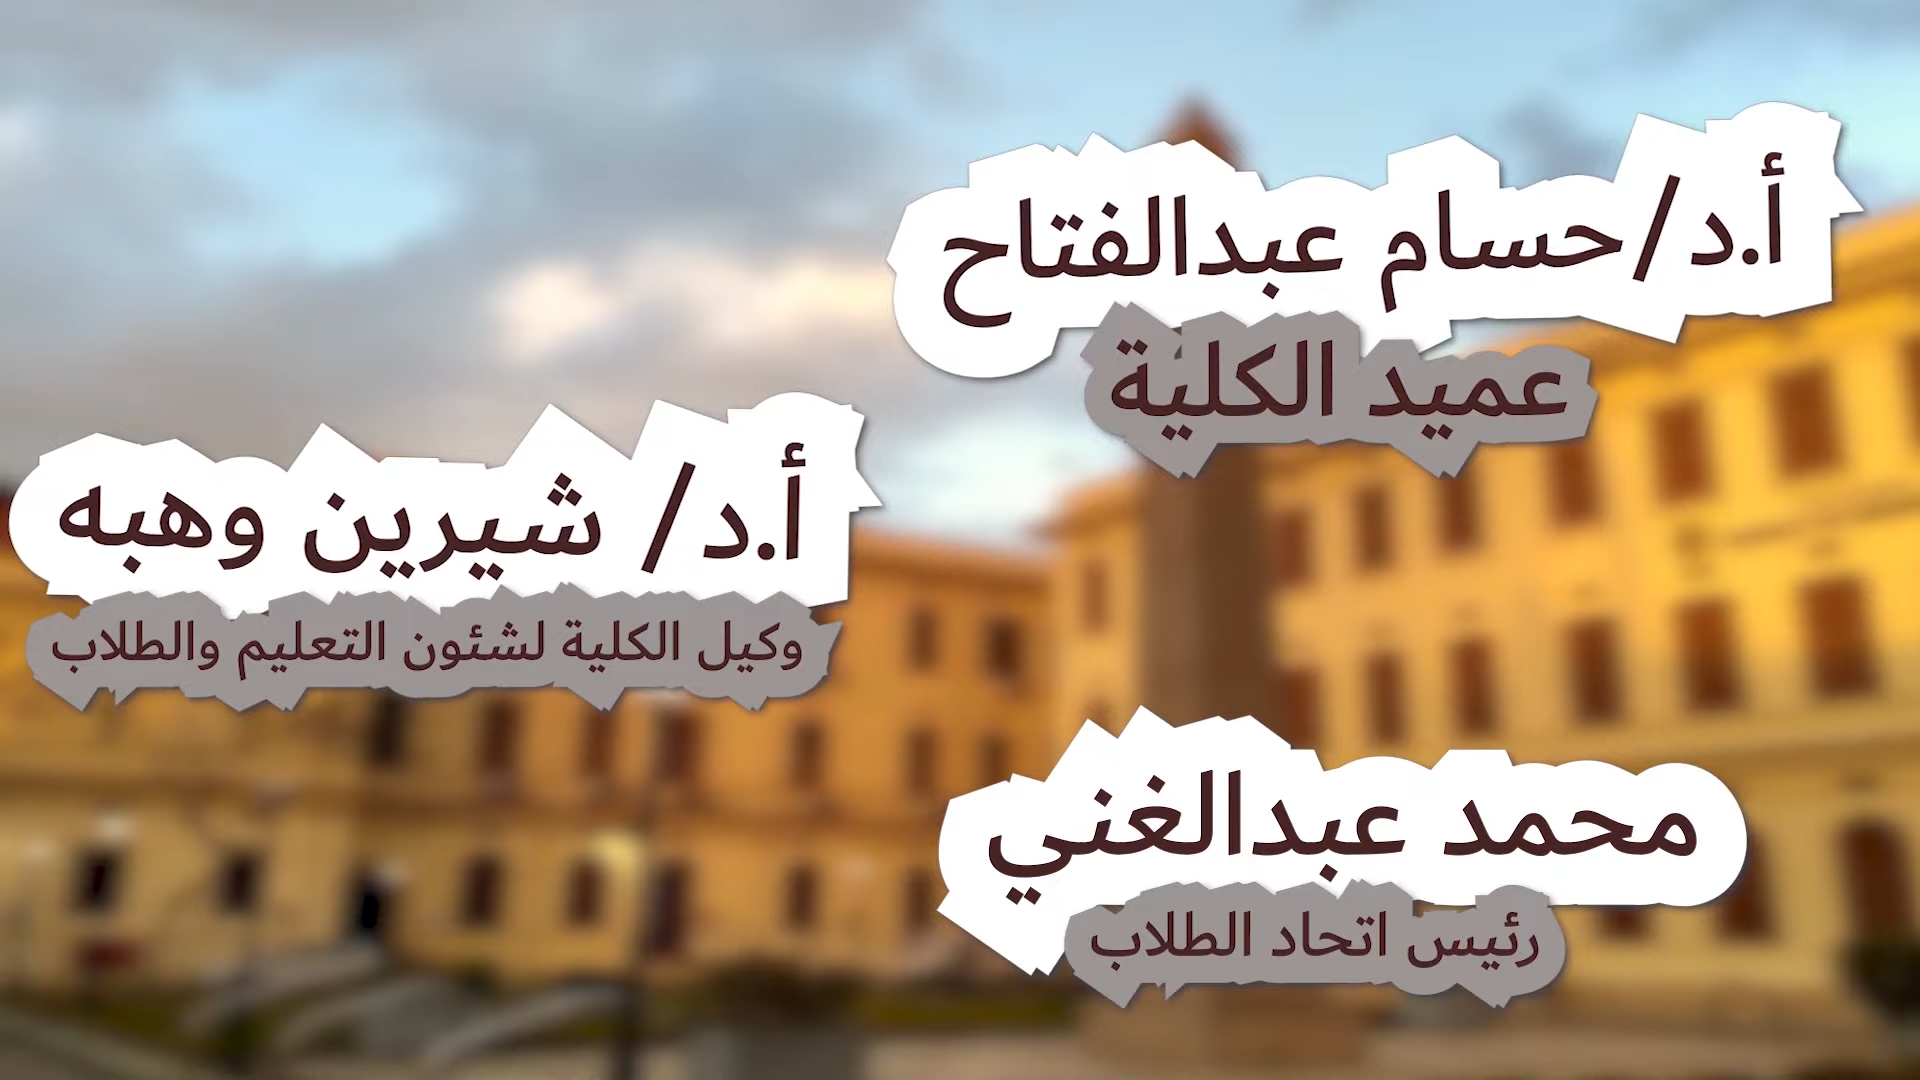 أ.د/حسام عبدالفتاح
عميد الكلية
أ.د/ شيرين وهبه
وكيل الكلية لشئون التعليم والطلاب
محمد عبدالغني
رئيس اتحاد الطلاب